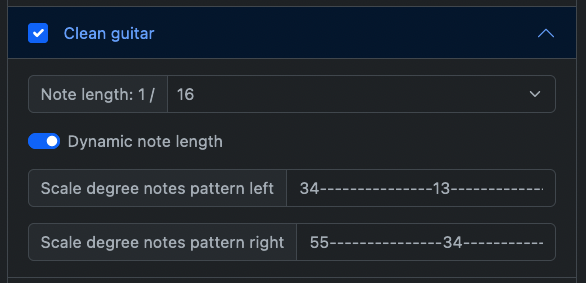 Clean guitar
Note length: 1 / 16
Dynamic note length
Scale degree notes pattern left 34---------------13-------------
Scale degree notes pattern right 55---------------34------------